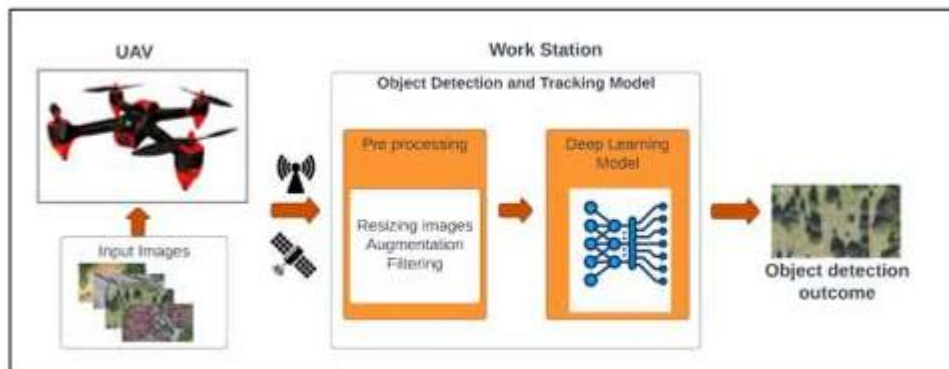 UAV
Work Station
Object Detection and Tracking Model
Pre processing
Deep Learning
Model
Input Images
Resizing images
Augmentation
Filtering
Object detection
outcome